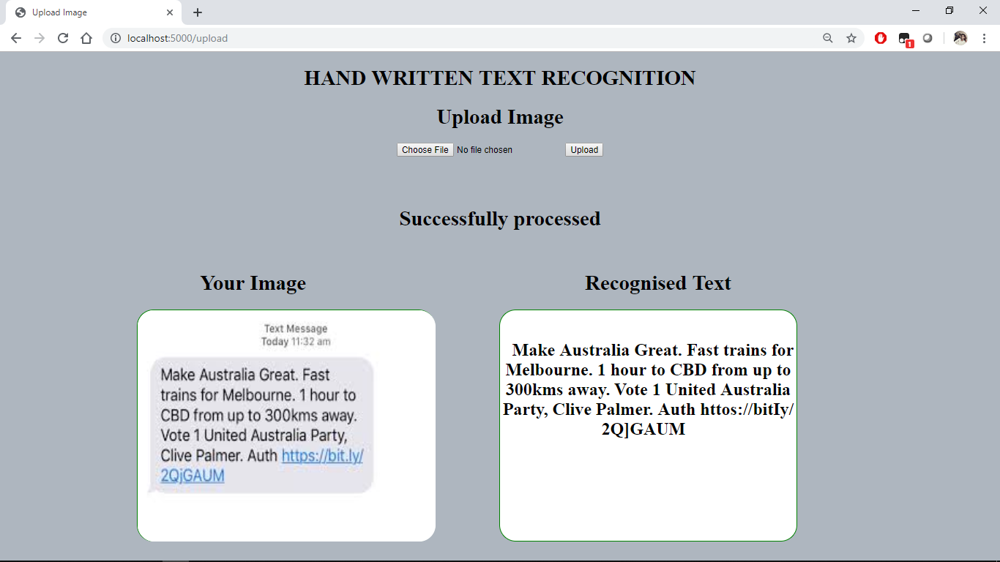 Upload Image
localhost:5000/upload
1
HAND WRITTEN TEXT RECOGNITION
Upload Image
Choose File No file chosen Upload
Successfully processed
Your Image
Text Message
Today 11:32 am
Make Australia Great. Fast
trains for Melbourne. 1 hour to
CBD from up to 300kms away.
Vote 1 United Australia Party,
Clive Palmer. Auth https://bit.ly/
2QjGAUM
Recognised Text
Make Australia Great. Fast trains for
Melbourne. 1 hour to CBD from up to
300kms away. Vote 1 United Australia
Party, Clive Palmer. Auth httos://bitIy/
2Q]GAUM